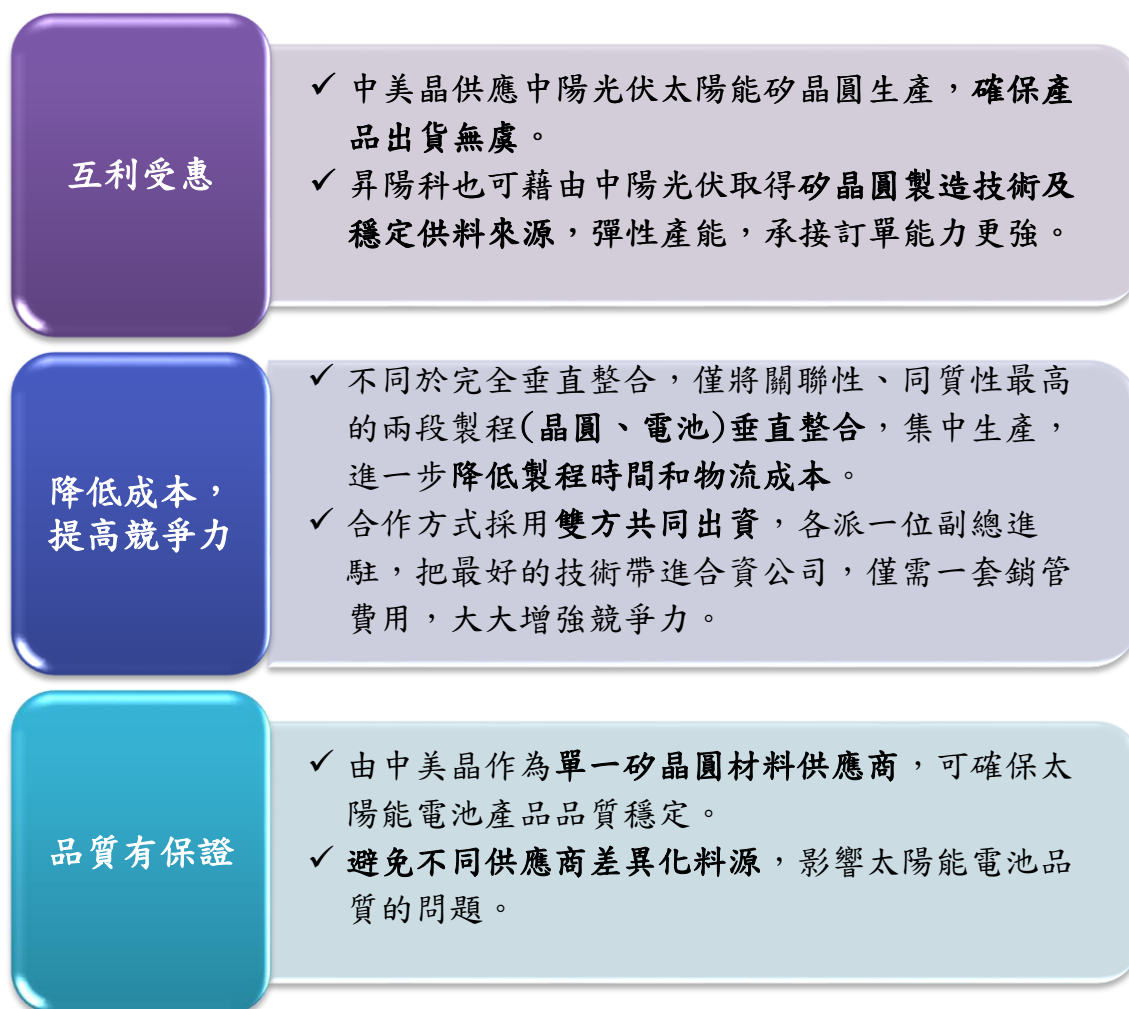 互利受惠
✓ 中美晶供應中陽光伏太陽能矽晶圓生產，確保產
品出貨無虞。
✓ 昇陽科也可藉由中陽光伏取得矽晶圓製造技術及
穩定供料來源，彈性產能，承接訂單能力更強。
降低成本，
提高競爭力
✓ 不同於完全垂直整合，僅將關聯性、同質性最高
的兩段製程(晶圓、電池)垂直整合，集中生產，
進一步降低製程時間和物流成本。
✓ 合作方式採用雙方共同出資，各派一位副總進
駐，把最好的技術帶進合資公司，僅需一套銷管
費用，大大增強競爭力。
品質有保證
✓ 由中美晶作為單一矽晶圓材料供應商，可確保太
陽能電池產品品質穩定。
✓ 避免不同供應商差異化料源，影響太陽能電池品
質的問題。